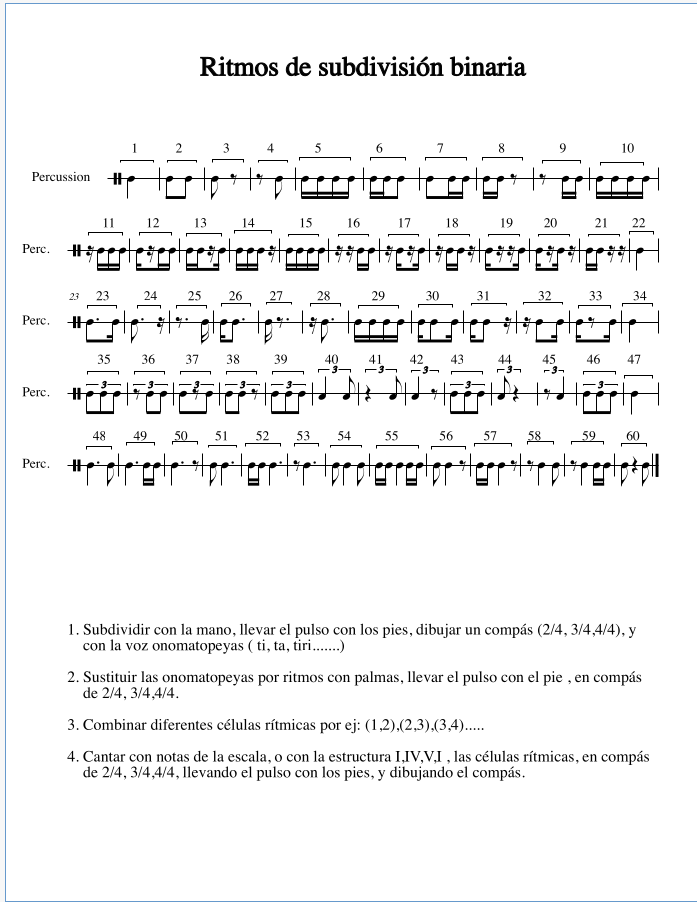 Ritmos de subdivisión binaria
1 2 3 4 5 6 7 8 9 10
Percussion
11 12 13 14 15 16 17 18 19 20 21 22
Perc.
23 23 24 25 26 27 28 29 30 31 32 33 34
Perc.
35 36 37 38 39 40 41 42 43 44 45 46 47
3 3 3 3 3 3 3 3 3 3 3 3
Perc.
48 49 50 51 52 53 54 55 56 57 58 59 60
Perc.
1. Subdividir con la mano, llevar el pulso con los pies, dibujar un compás (2/4, 3/4,4/4), y
con la voz onomatopeyas ( ti, ta, tiri.......)
2. Sustituir las onomatopeyas por ritmos con palmas, llevar el pulso con el pie , en compás
de 2/4, 3/4,4/4.
3. Combinar diferentes células rítmicas por ej: (1,2),(2,3),(3,4).....
4. Cantar con notas de la escala, o con la estructura I,IV,V,I , las células rítmicas, en compás
de 2/4, 3/4,4/4, llevando el pulso con los pies, y dibujando el compás.